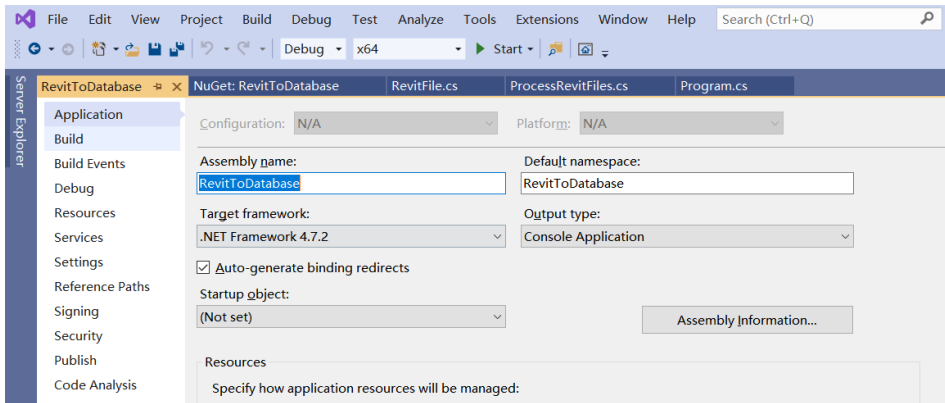 File Edit View Project Build Debug Test Analyze Tools Extensions Window Help Search (Ctrl+Q)
Debug x64 Start
Server Explorer
RevitToDatabase NuGet: RevitToDatabase RevitFile.cs ProcessRevitFiles.cs Program.cs
Application
Build
Build Events
Debug
Resources
Services
Settings
Reference Paths
Signing
Security
Publish
Code Analysis
Configuration: N/A Platform: N/A
Assembly name: Default namespace:
RevitToDatabase RevitToDatabase
Target framework: Output type:
.NET Framework 4.7.2 Console Application
Auto-generate binding redirects
Startup object:
(Not set) Assembly Information...
Resources
Specify how application resources will be managed: